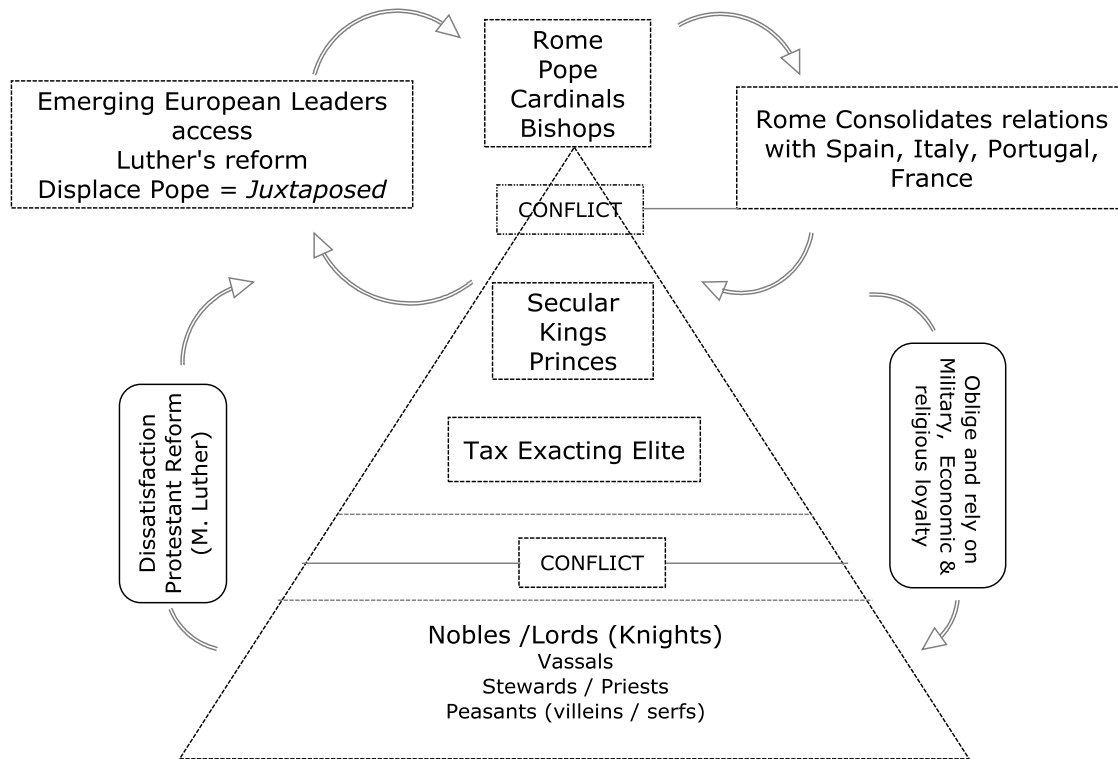 Rome
Pope
Cardinals
Bishops
Emerging European Leaders
access
Luther's reform
Displace Pope = Juxtaposed
Rome Consolidates relations
with Spain, Italy, Portugal,
France
CONFLICT
Secular
Kings
Princes
Tax Exacting Elite
Dissatisfaction
Protestant Reform
(M. Luther)
Oblige and rely on
Military, Economic &
religious loyalty
CONFLICT
Nobles /Lords (Knights)
Vassals
Stewards / Priests
Peasants (villeins / serfs)